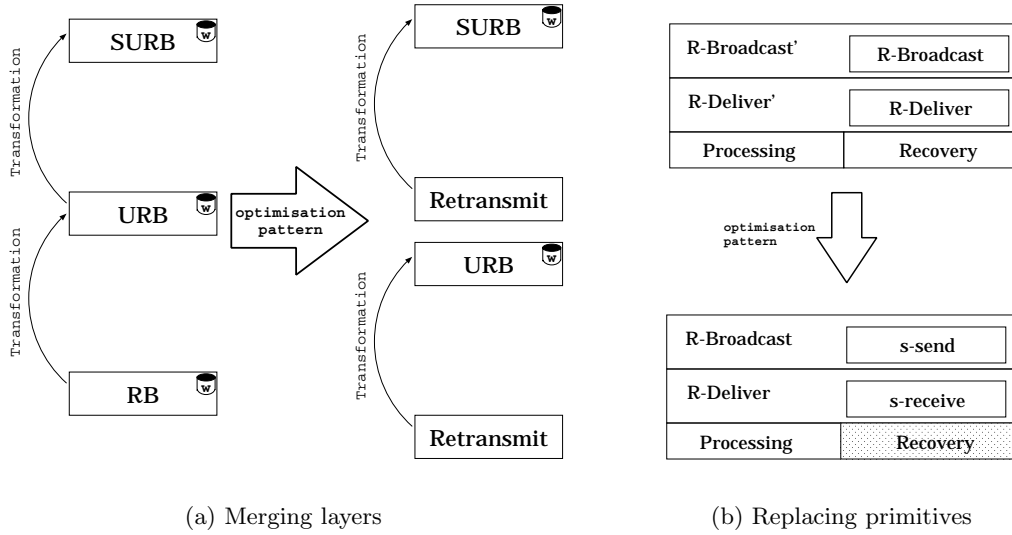 SURB
w
Transformation
URB
w
Transformation
RB
w
optimisation
pattern
SURB
w
Transformation
Retransmit
URB
w
Transformation
Retransmit
(a) Merging layers
R-Broadcast'
R-Broadcast
R-Deliver'
R-Deliver
Processing
Recovery
optimisation
pattern
R-Broadcast
s-send
R-Deliver
s-receive
Processing
Recovery
(b) Replacing primitives